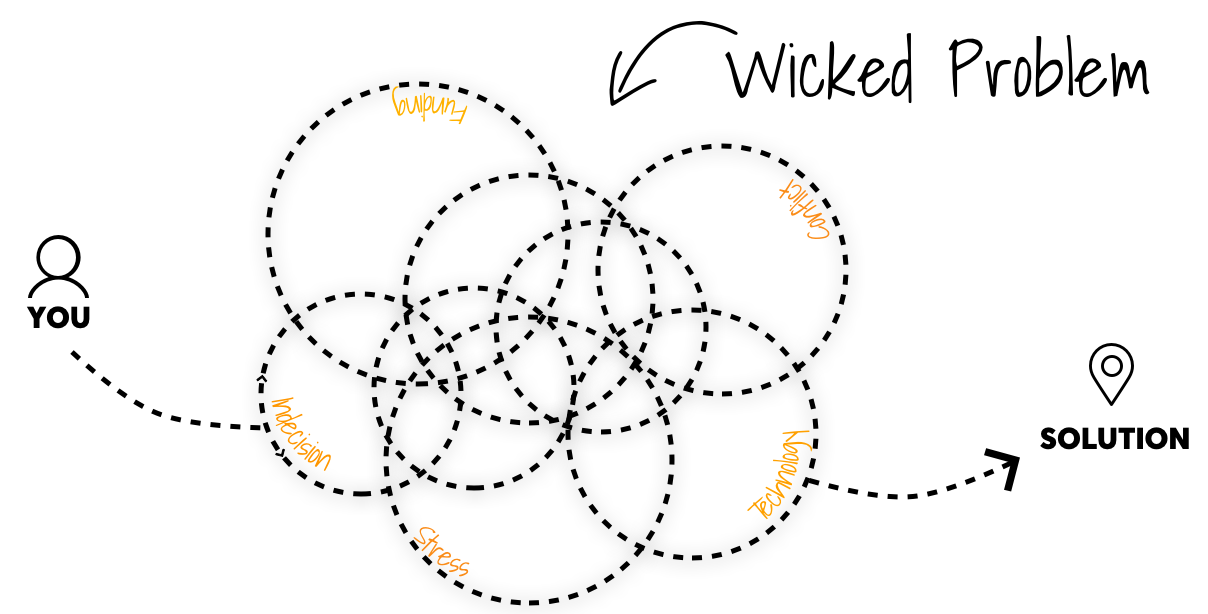 Wicked Problem
Funding
Conflict
YOU
Indecision
SOLUTION
Technology
Stress